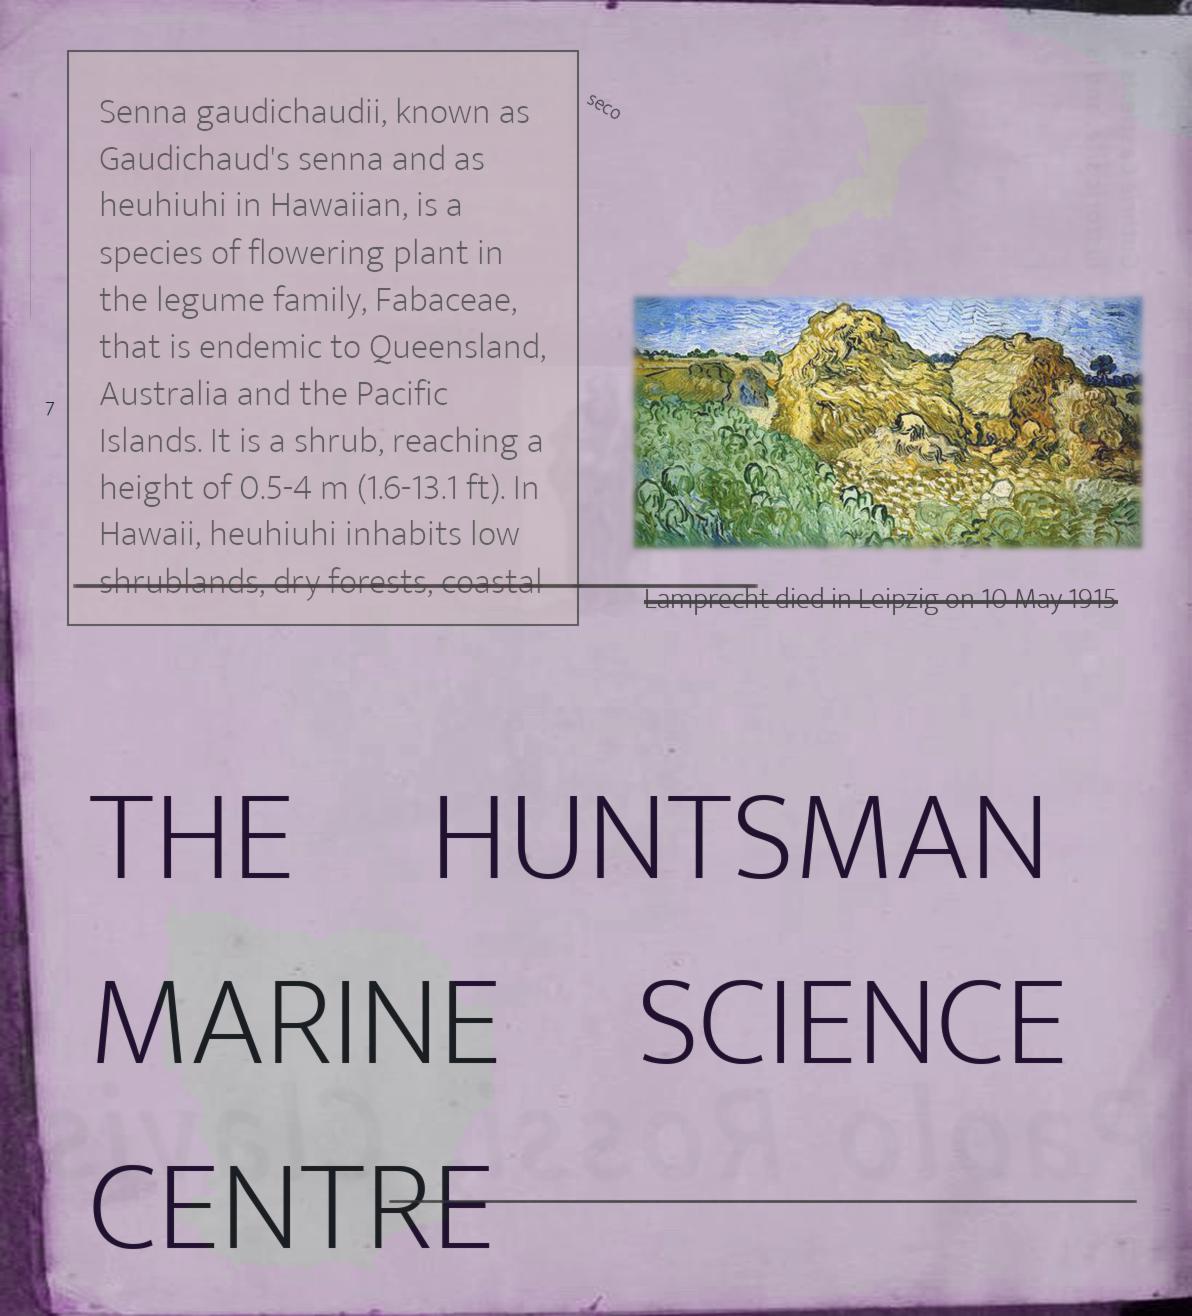 Senna gaudichaudii, known as
Gaudichaud's senna and as
heuhiuhi in Hawaiian, is a
species of flowering plant in
the legume family, Fabaceae,
that is endemic to Queensland,
Australia and the Pacific
Islands. It is a shrub, reaching a
height of 0.5-4 m (1.6-13.1 ft). In
Hawaii, heuhiuhi inhabits low
shrublands, dry forests, coastal
seco
7
Lamprecht died in Leipzig on 10 May 1915
THE HUNTSMAN
MARINE SCIENCE
CENTRE
Paolo Rossi Clavis